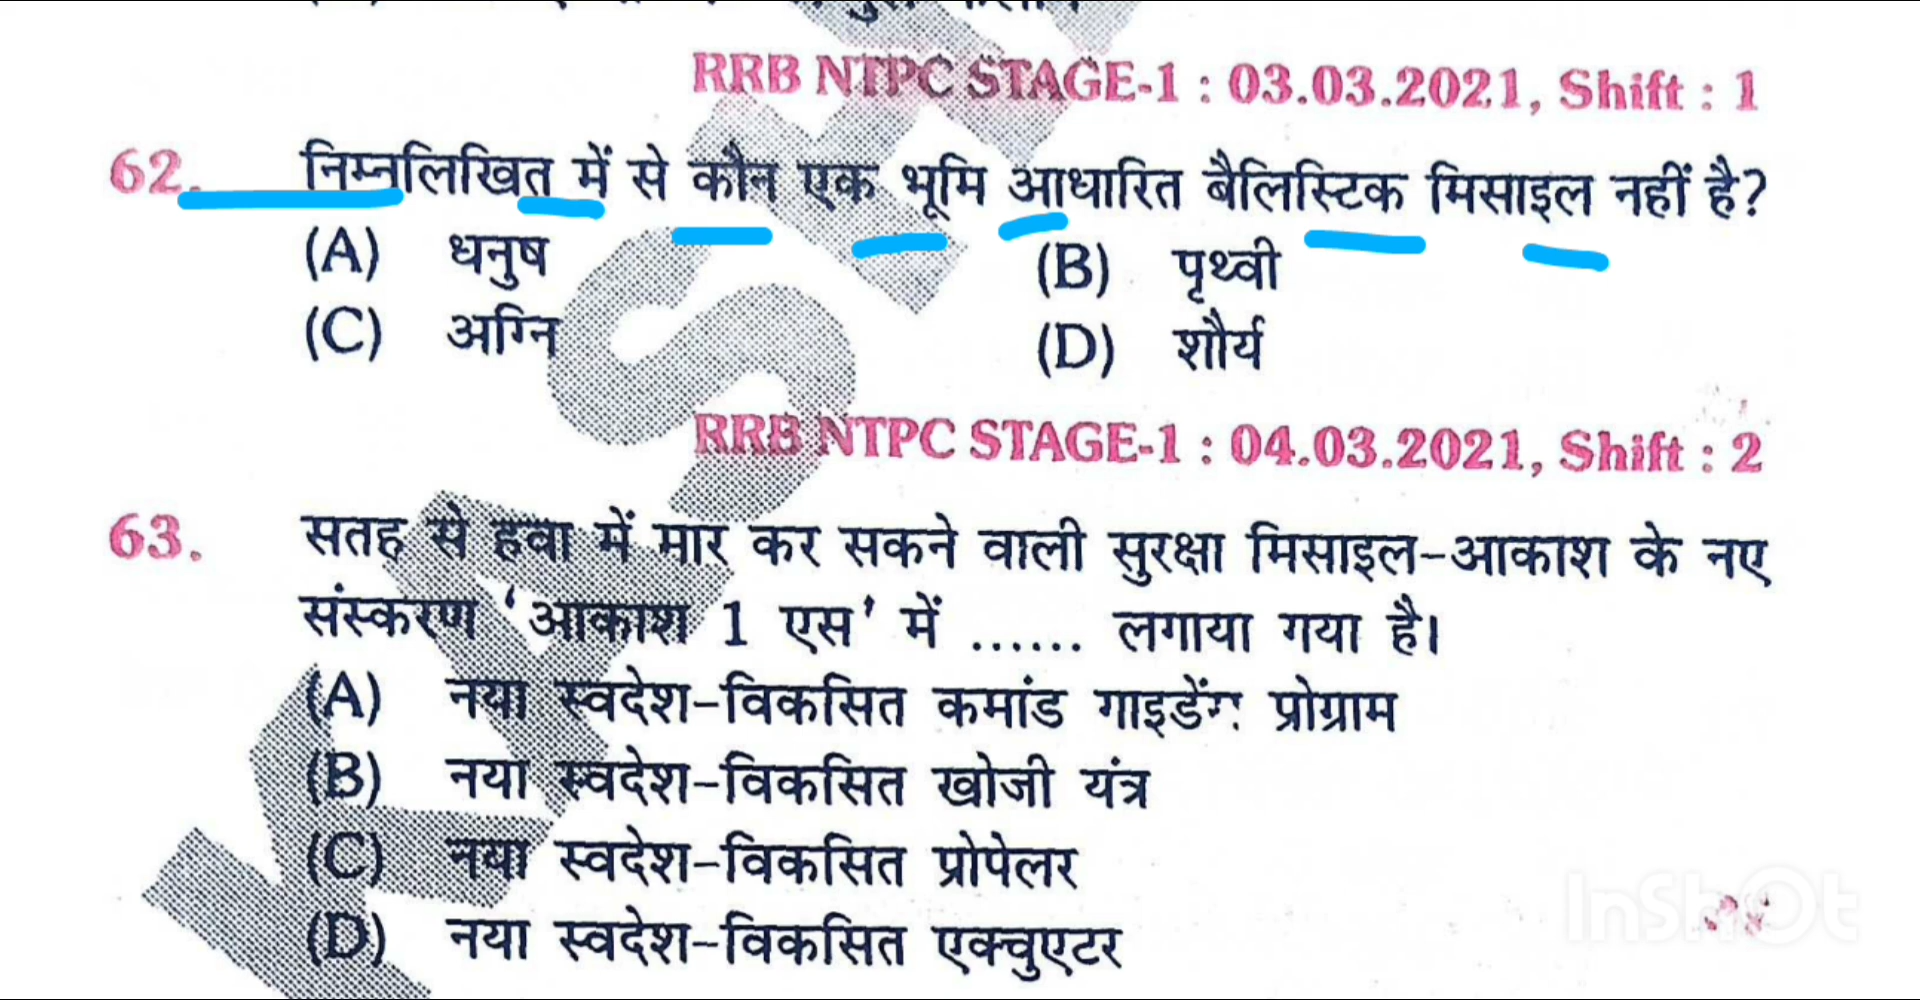 RRB NTPC STAGE-1 : 03.03.2021, Shift : 1
62. निम्नलिखित में से कौन एक भूमि आधारित बैलिस्टिक मिसाइल नहीं है?
(A) धनुष (B) पृथ्वी
(C) अग्नि (D) शौर्य
RRB NTPC STAGE-1 : 04.03.2021, Shift : 2
63. सतह से हवा में मार कर सकने वाली सुरक्षा मिसाइल-आकाश के नए
संस्करण ‘आकाश 1 एस’ में ...... लगाया गया है।
(A) नया स्वदेश-विकसित कमांड प्रोग्राम
(B) नया स्वदेश-विकसित खोजी यंत्र
(C) नया स्वदेश-विकसित प्रोपेलर
(D) नया स्वदेश-विकसित एक्चुएटर
InShOt